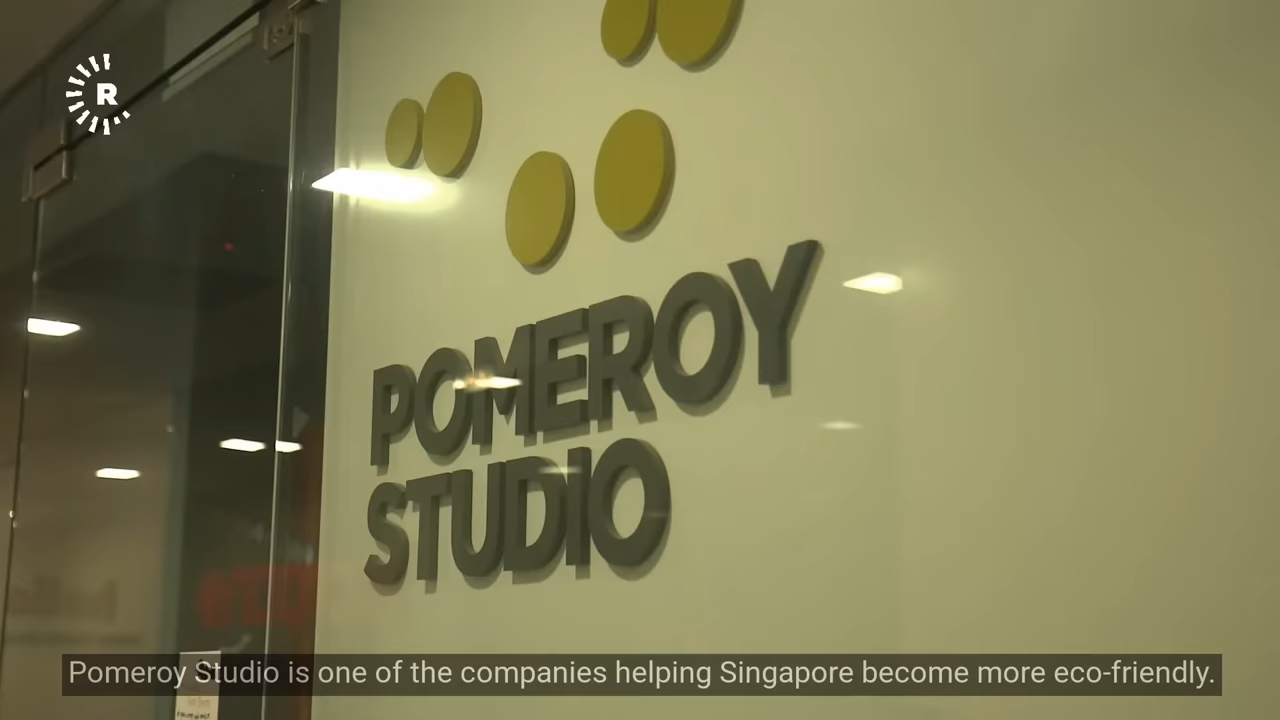 R
POMEROY
STUDIO
Pomeroy Studio is one of the companies helping Singapore become more eco-friendly.